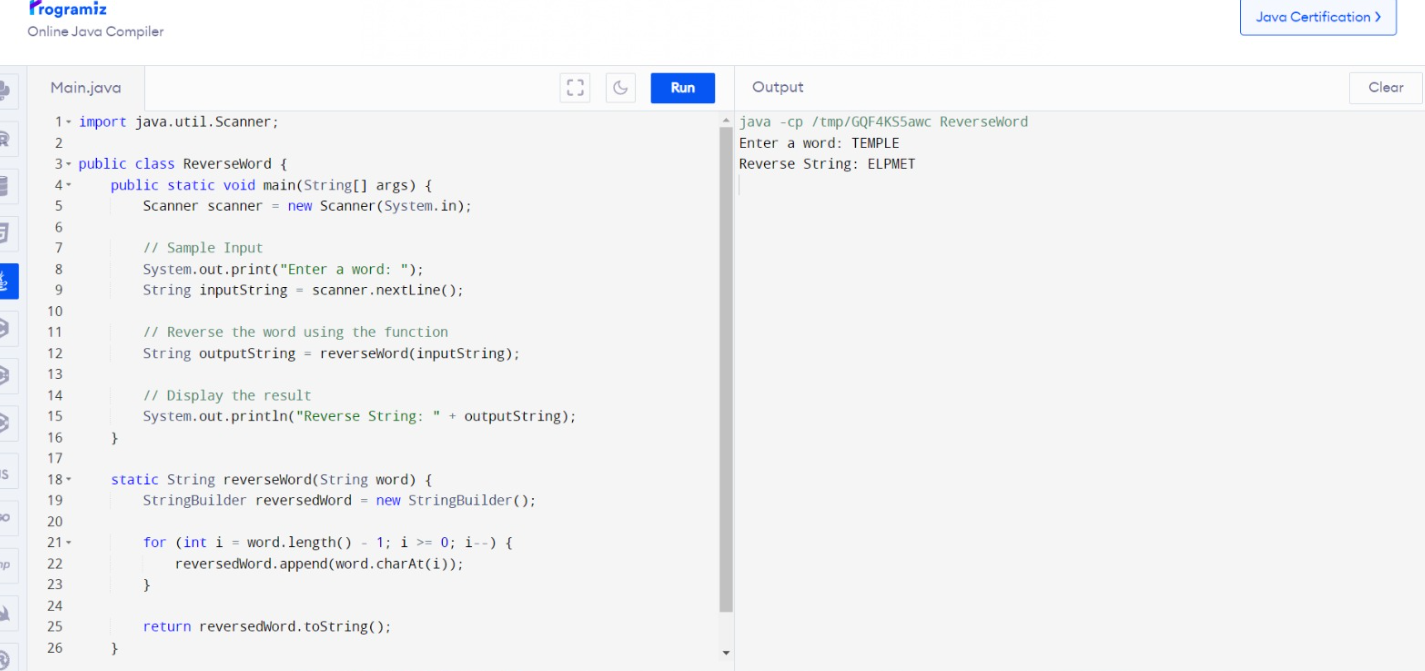 Programiz
Online Java Compiler
Java Certification >
Main.java
Run
Output
Clear
1 import java.util.Scanner;
2
3 public class ReverseWord {
4 public static void main(String[] args) {
5 Scanner scanner = new Scanner(System.in);
6
7 // Sample Input
8 System.out.print("Enter a word: ");
9 String inputString = scanner.nextLine();
10
11 // Reverse the word using the function
12 String outputString = reverseWord(inputString);
13
14 // Display the result
15 System.out.println("Reverse String: " + outputString);
16 }
17
18 static String reverseWord(String word) {
19 StringBuilder reversedWord = new StringBuilder();
20
21 for (int i = word.length() - 1; i >= 0; i--) {
22 reversedWord.append(word.charAt(i));
23 }
24
25 return reversedWord.toString();
26 }
java -cp /tmp/GQF4KS5awc ReverseWord
Enter a word: TEMPLE
Reverse String: ELPMET